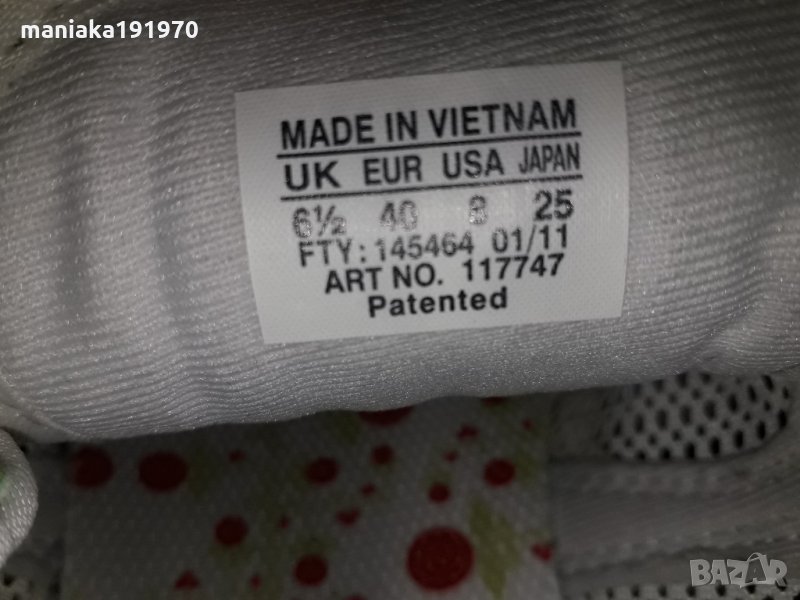 maniaka191970
MADE IN VIETNAM
UK EUR USA JAPAN
6½ 40 8 25
FTY: 145464 01/11
ART NO. 117747
Patented
BAZAR